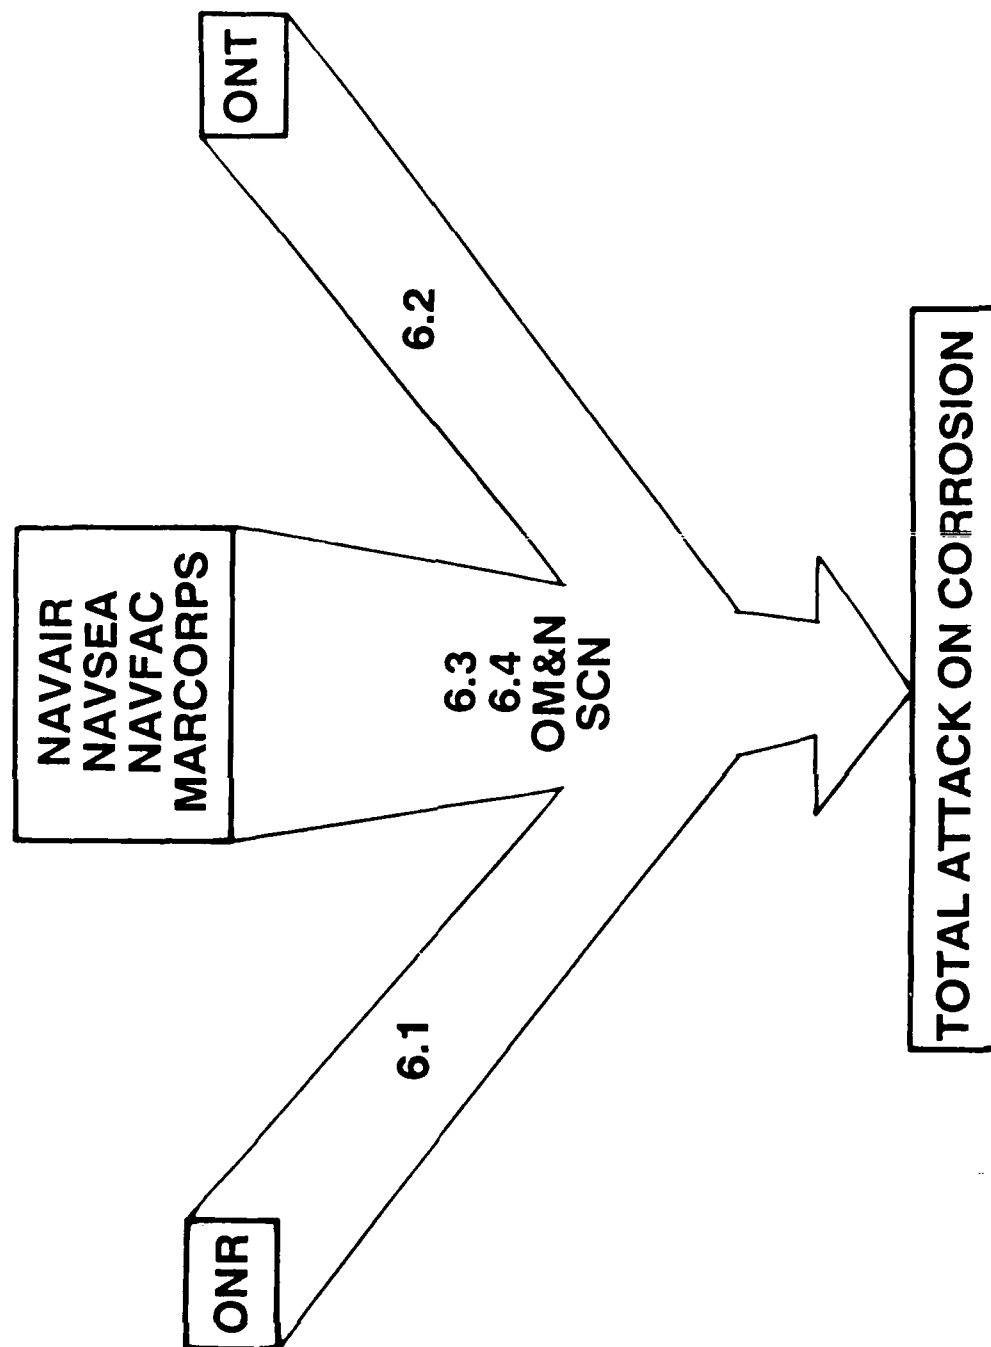 ONR
NAVAIR
NAVSEA
NAVFAC
MARCORPS
ONT
6.1
6.3
6.4
OM&N
SCN
6.2
TOTAL ATTACK ON CORROSION